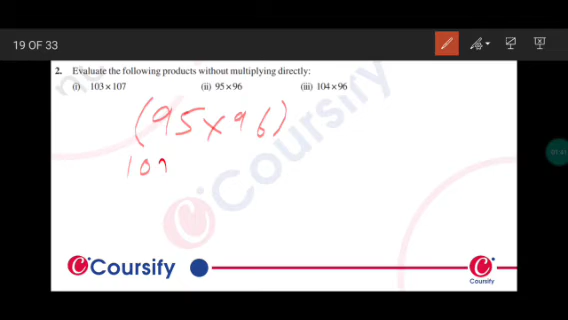 19 OF 33
2. Evaluate the following products without multiplying directly:
(i) 103 × 107 (ii) 95 × 96 (iii) 104 × 96
(95 × 96)
10
Coursify
Coursify
Coursify